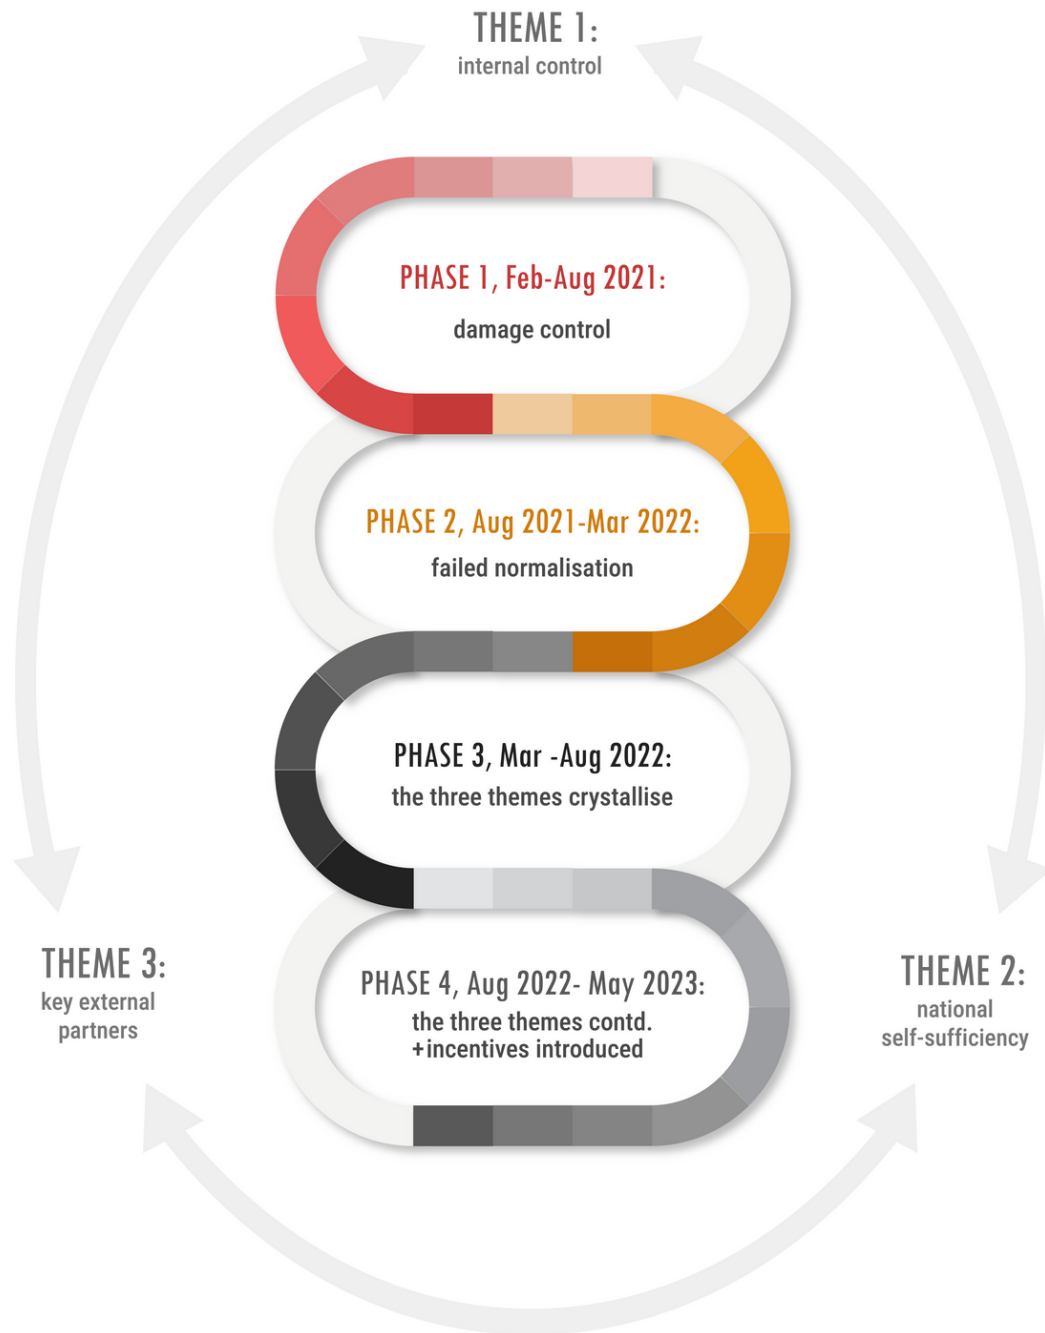 THEME 1:
internal control
PHASE 1, Feb-Aug 2021:
damage control
PHASE 2, Aug 2021-Mar 2022:
failed normalisation
PHASE 3, Mar -Aug 2022:
the three themes crystallise
THEME 3:
key external
partners
PHASE 4, Aug 2022- May 2023:
the three themes contd.
+incentives introduced
THEME 2:
national
self-sufficiency